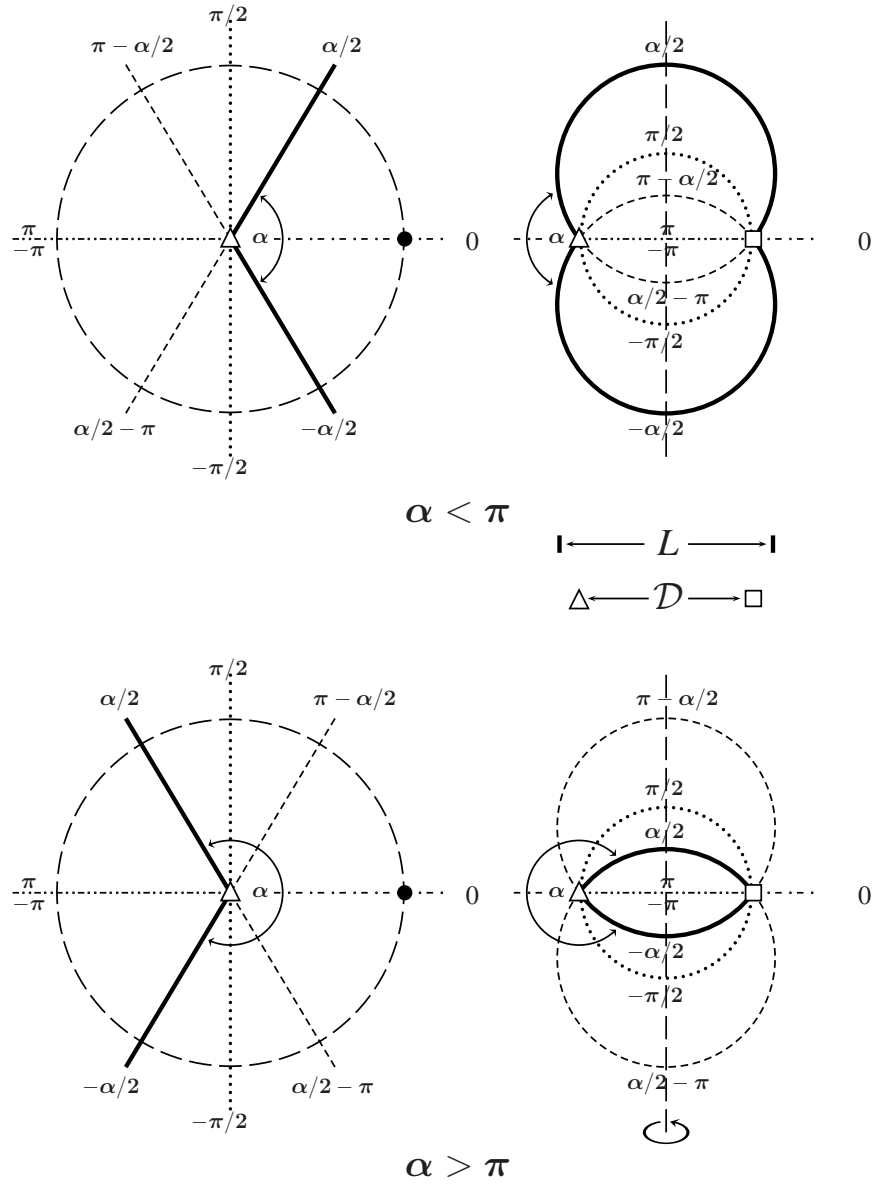 π/2 α/2
π − α/2 α/2
π/2
π − α/2
π α 0 α π 0
−π −π
α/2 − π
−π/2
α/2 − π −α/2 −α/2
−π/2
α < π
L
D
π/2 π − α/2
α/2 π − α/2
π/2
α/2
π α 0 α π 0
−π −π
−α/2
−π/2
−α/2 α/2 − π α/2 − π
−π/2
α > π